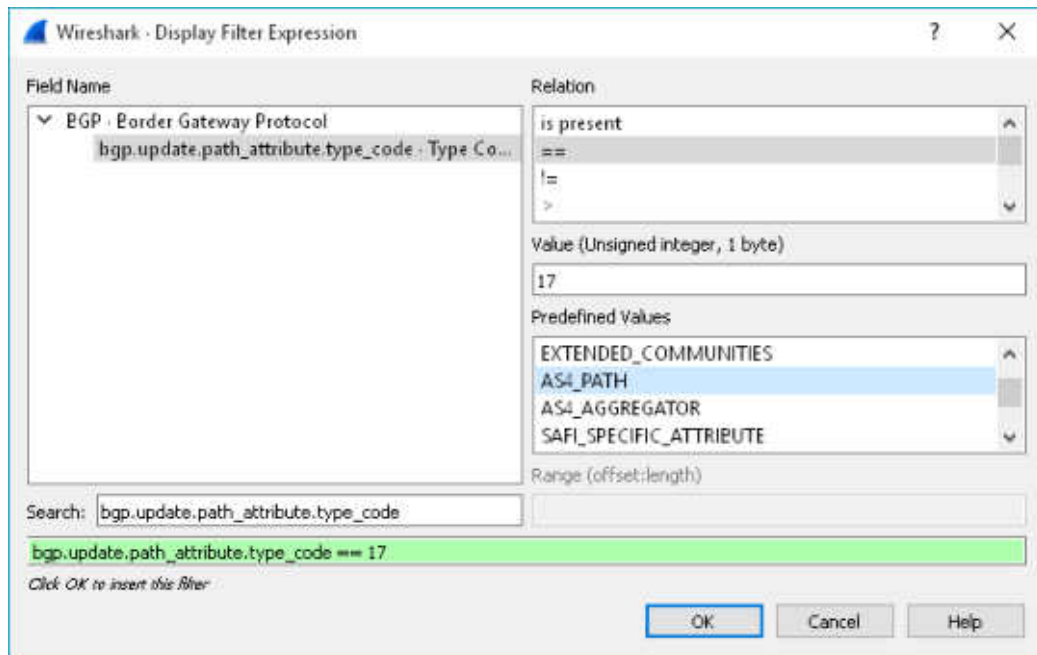 Wireshark · Display Filter Expression
?
Field Name
BGP · Border Gateway Protocol
bgp.update.path_attribute.type_code · Type Co...
Search: bgp.update.path_attribute.type_code
Relation
is present
==
!=
>
Value (Unsigned integer, 1 byte)
17
Predefined Values
EXTENDED_COMMUNITIES
AS4_PATH
AS4_AGGREGATOR
SAFI_SPECIFIC_ATTRIBUTE
Range (offset:length)
bgp.update.path_attribute.type_code == 17
Click OK to insert this filter
OK
Cancel
Help